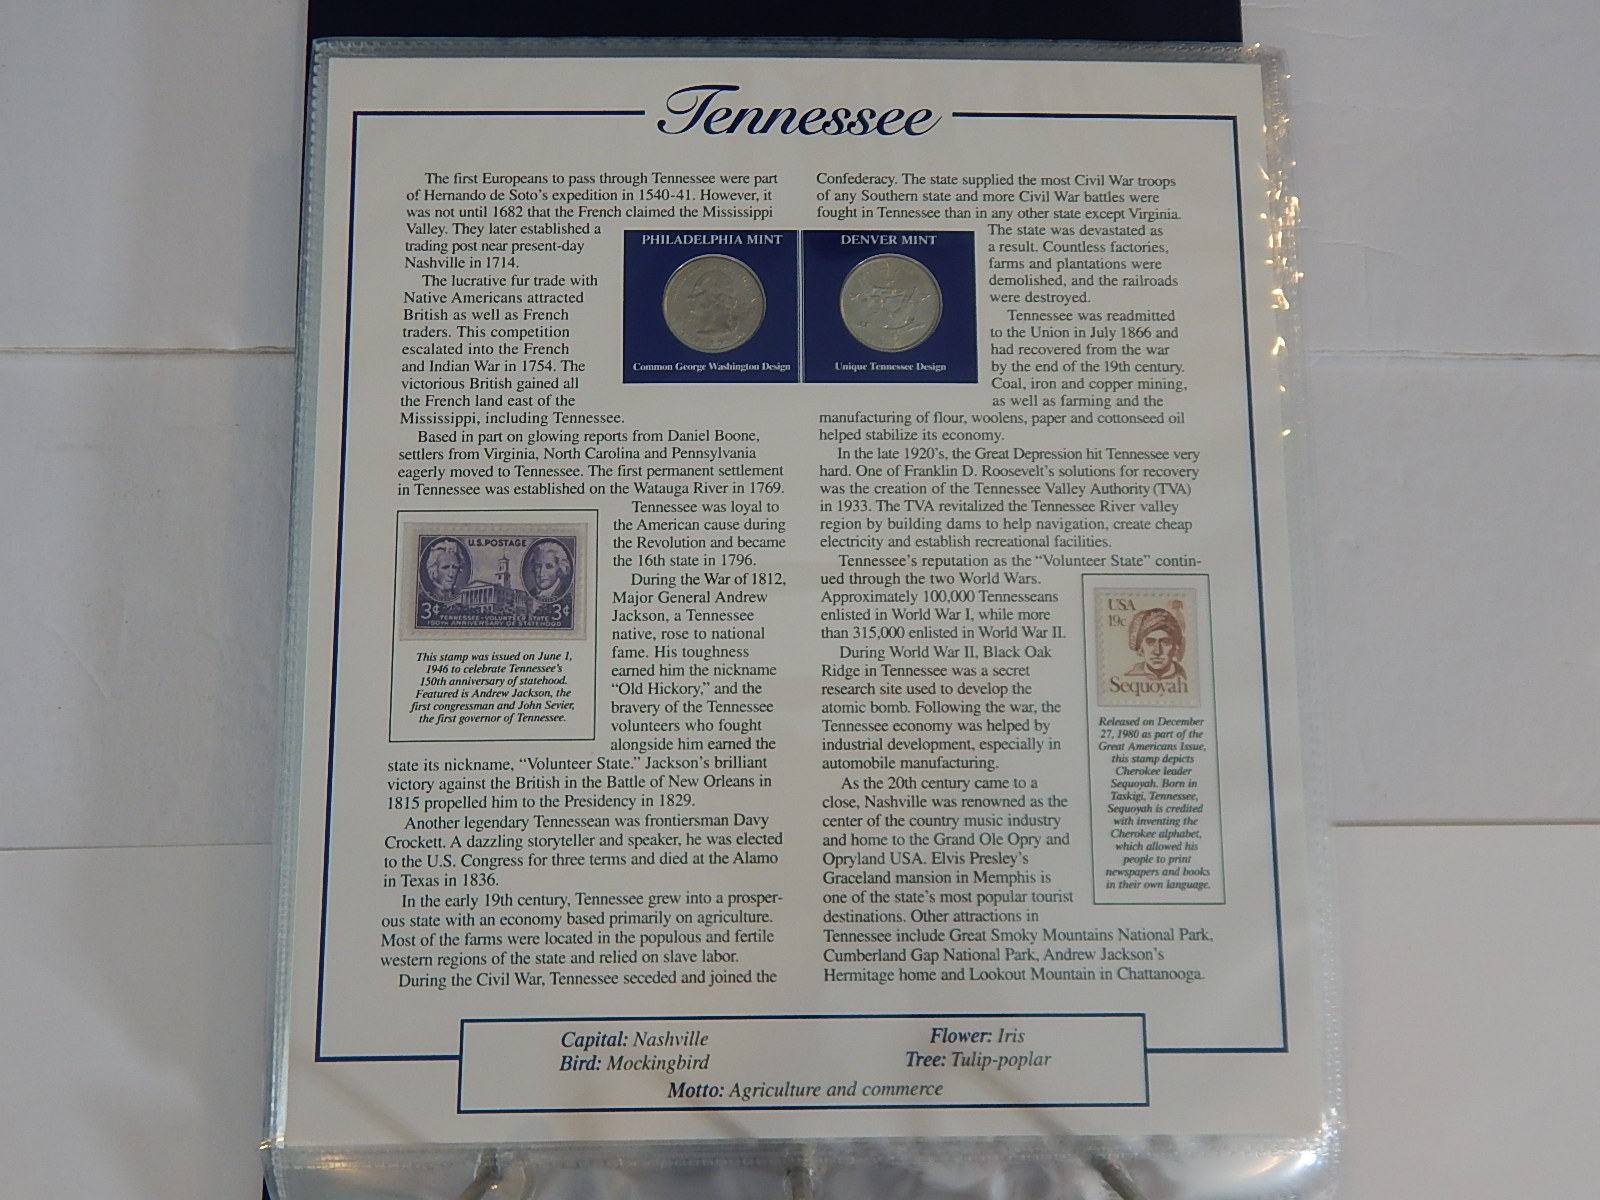 Tennessee
The first Europeans to pass through Tennessee were part
of Hernando de Soto's expedition in 1540-41. However, it
was not until 1682 that the French claimed the Mississippi
Valley. They later established a
trading post near present-day
Nashville in 1714.
The lucrative fur trade with
Native Americans attracted
British as well as French
traders. This competition
escalated into the French
and Indian War in 1754. The
victorious British gained all
the French land east of the
Mississippi, including Tennessee.
Based in part on glowing reports from Daniel Boone,
settlers from Virginia, North Carolina and Pennsylvania
eagerly moved to Tennessee. The first permanent settlement
in Tennessee was established on the Watauga River in 1769.
Tennessee was loyal to
the American cause during
the Revolution and became
the 16th state in 1796.
During the War of 1812,
Major General Andrew
Jackson, a Tennessee
native, rose to national
fame. His toughness
earned him the nickname
"Old Hickory," and the
bravery of the Tennessee
volunteers who fought
alongside him earned the
state its nickname, "Volunteer State." Jackson's brilliant
victory against the British in the Battle of New Orleans in
1815 propelled him to the Presidency in 1829.
Another legendary Tennessean was frontiersman Davy
Crockett. A dazzling storyteller and speaker, he was elected
to the U.S. Congress for three terms and died at the Alamo
in Texas in 1836.
In the early 19th century, Tennessee grew into a prosper-
ous state with an economy based primarily on agriculture.
Most of the farms were located in the populous and fertile
western regions of the state and relied on slave labor.
During the Civil War, Tennessee seceded and joined the
U.S. POSTAGE
3¢ 3¢
TENNESSEE-VOLUNTEER STATE
150TH ANNIVERSARY OF STATEHOOD
This stamp was issued on June 1,
1946 to celebrate Tennessee's
150th anniversary of statehood.
Featured is Andrew Jackson, the
first congressman and John Sevier,
the first governor of Tennessee.
PHILADELPHIA MINT
Common George Washington Design
DENVER MINT
Unique Tennessee Design
Confederacy. The state supplied the most Civil War troops
of any Southern state and more Civil War battles were
fought in Tennessee than in any other state except Virginia.
The state was devastated as
a result. Countless factories,
farms and plantations were
demolished, and the railroads
were destroyed.
Tennessee was readmitted
to the Union in July 1866 and
had recovered from the war
by the end of the 19th century.
Coal, iron and copper mining,
as well as farming and the
manufacturing of flour, woolens, paper and cottonseed oil
helped stabilize its economy.
In the late 1920's, the Great Depression hit Tennessee very
hard. One of Franklin D. Roosevelt's solutions for recovery
was the creation of the Tennessee Valley Authority (TVA)
in 1933. The TVA revitalized the Tennessee River valley
region by building dams to help navigation, create cheap
electricity and establish recreational facilities.
Tennessee's reputation as the "Volunteer State" contin-
ued through the two World Wars.
Approximately 100,000 Tennesseans
enlisted in World War I, while more
than 315,000 enlisted in World War II.
During World War II, Black Oak
Ridge in Tennessee was a secret
research site used to develop the
atomic bomb. Following the war, the
Tennessee economy was helped by
industrial development, especially in
automobile manufacturing.
As the 20th century came to a
close, Nashville was renowned as the
center of the country music industry
and home to the Grand Ole Opry and
Opryland USA. Elvis Presley's
Graceland mansion in Memphis is
one of the state's most popular tourist
destinations. Other attractions in
Tennessee include Great Smoky Mountains National Park,
Cumberland Gap National Park, Andrew Jackson's
Hermitage home and Lookout Mountain in Chattanooga.
USA
19c
Sequoyah
Released on December
27, 1980 as part of the
Great Americans Issue,
this stamp depicts
Cherokee leader
Sequoyah. Born in
Taskigi, Tennessee,
Sequoyah is credited
with inventing the
Cherokee alphabet,
which allowed his
people to print
newspapers and books
in their own language.
Capital: Nashville
Bird: Mockingbird
Flower: Iris
Tree: Tulip-poplar
Motto: Agriculture and commerce